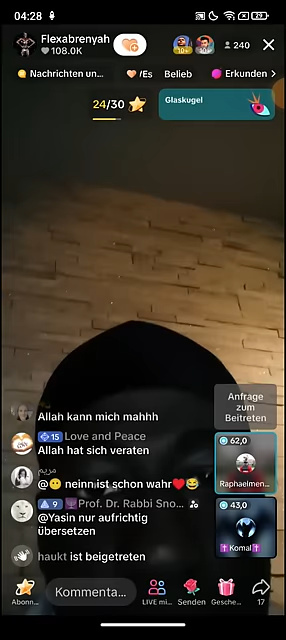 04:28
29
Flexabrenyah
108.0K
240
Nachrichten un...
/Es
Belieb
Erkunden
24/30
Glaskugel
Allah kann mich mahhh
Anfrage
zum
Beitreten
15 Love and Peace
Allah hat sich veraten
62,0
Raphaelmen...
مريم
@😶 neinnist schon wahr❤️😂
9 Prof. Dr. Rabbi Sno...
@Yasin nur aufrichtig
übersetzen
43,0
Komal
haukt ist beigetreten
Kommenta...
Abonn...
LIVE mi...
Senden
Gesche...
17